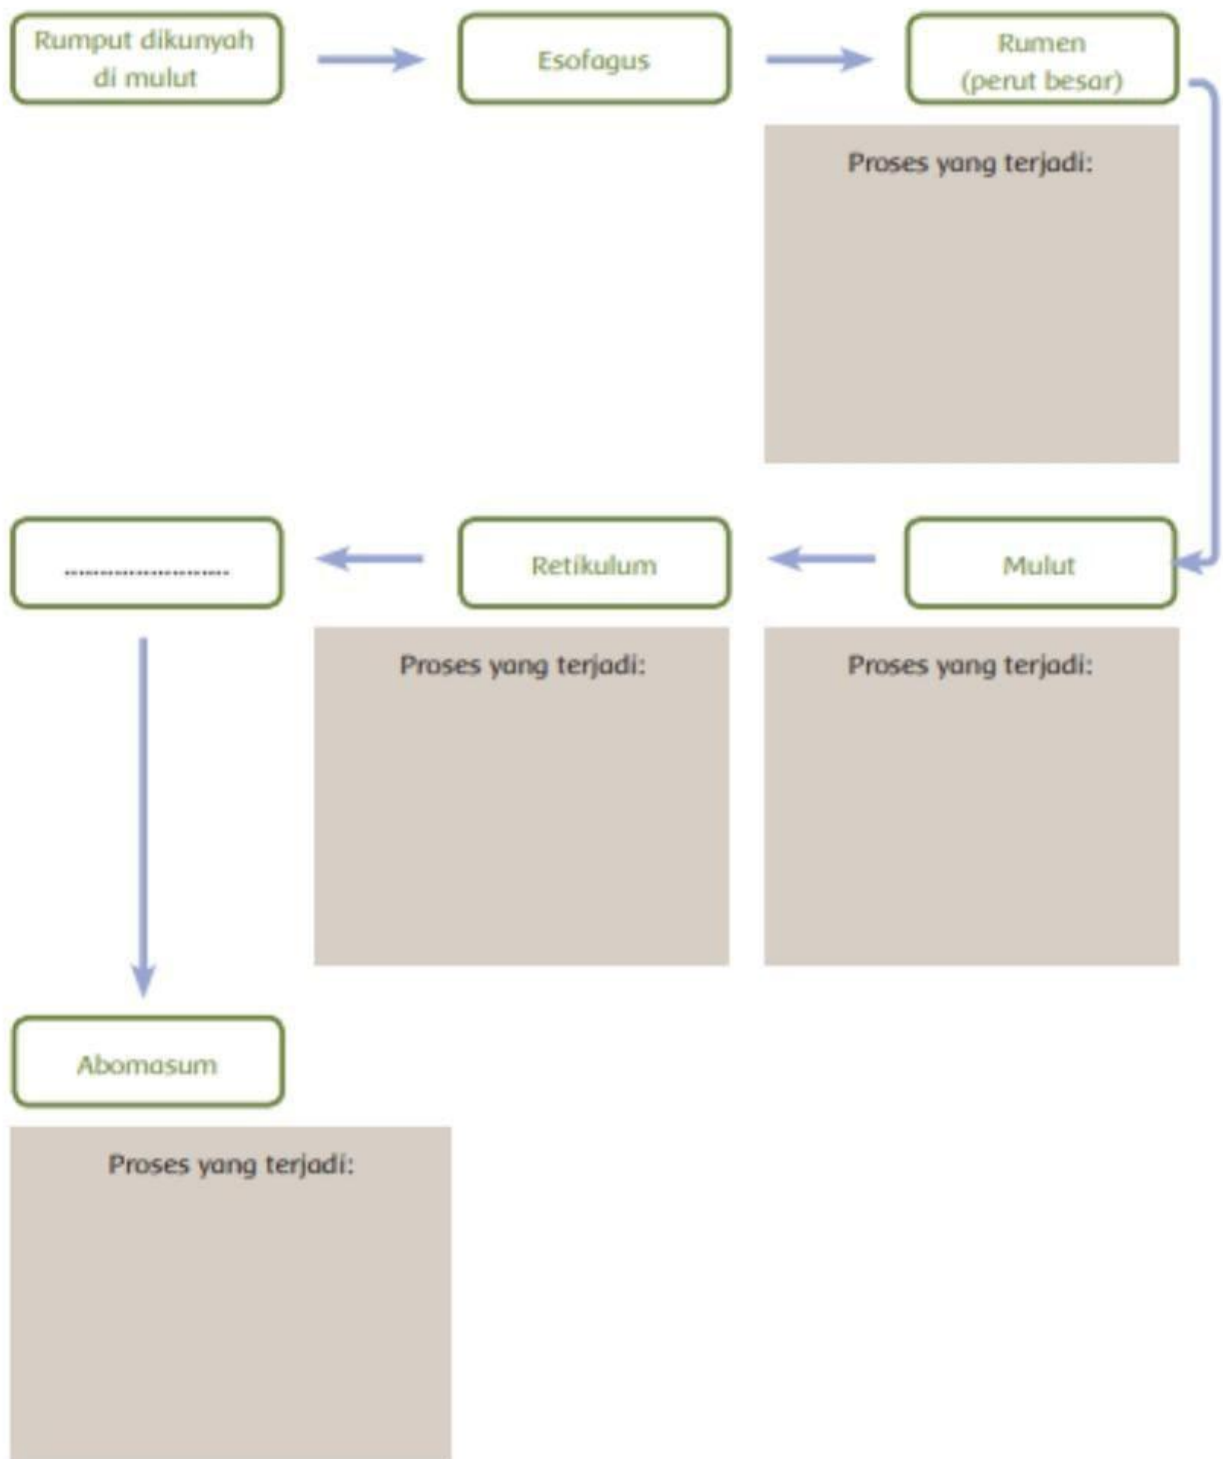 Rumput dikunyah
di mulut
Esofagus
Rumen
(perut besar)
Proses yang terjadi:
.......................
Retikulum
Mulut
Proses yang terjadi:
Proses yang terjadi:
Abomasum
Proses yang terjadi: